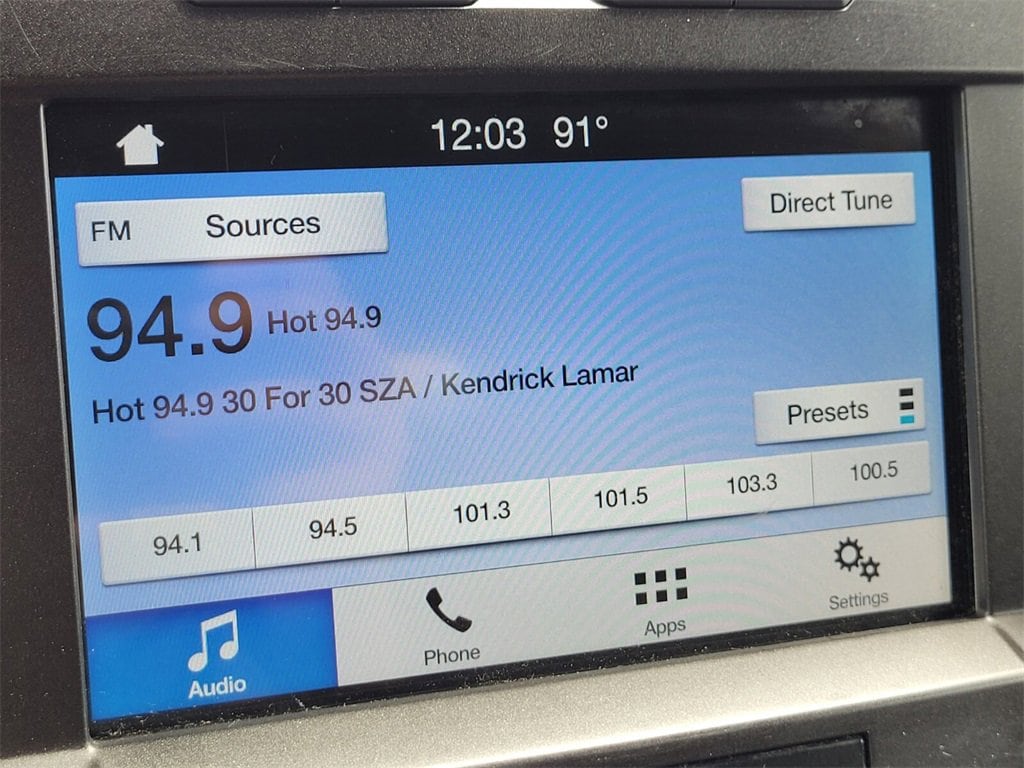 12:03 91°
FM Sources
Direct Tune
94.9 Hot 94.9
Hot 94.9 30 For 30 SZA / Kendrick Lamar
Presets
94.1 94.5 101.3 101.5 103.3 100.5
Audio Phone Apps Settings